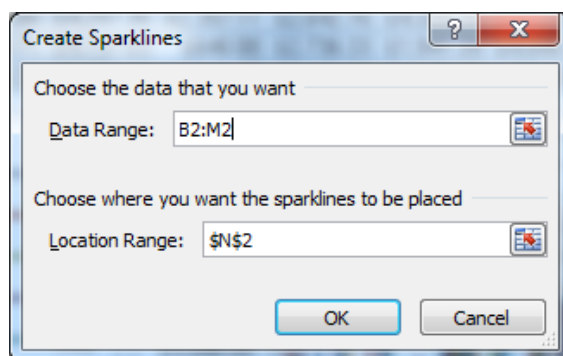 Create Sparklines
Choose the data that you want
Data Range: B2:M2
Choose where you want the sparklines to be placed
Location Range: $N$2
OK Cancel